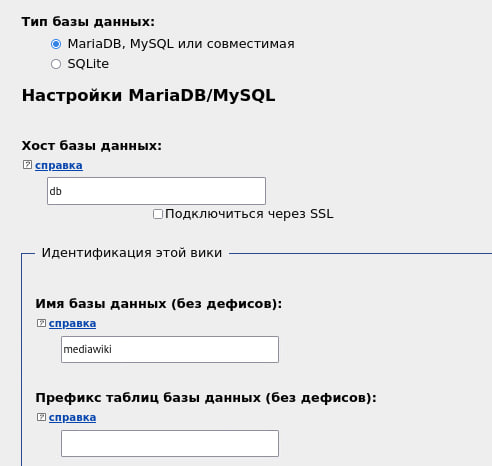 Тип базы данных:
MariaDB, MySQL или совместимая
SQLite
Настройки MariaDB/MySQL
Хост базы данных:
? справка
db
Подключиться через SSL
Идентификация этой вики
Имя базы данных (без дефисов):
? справка
mediawiki
Префикс таблиц базы данных (без дефисов):
? справка